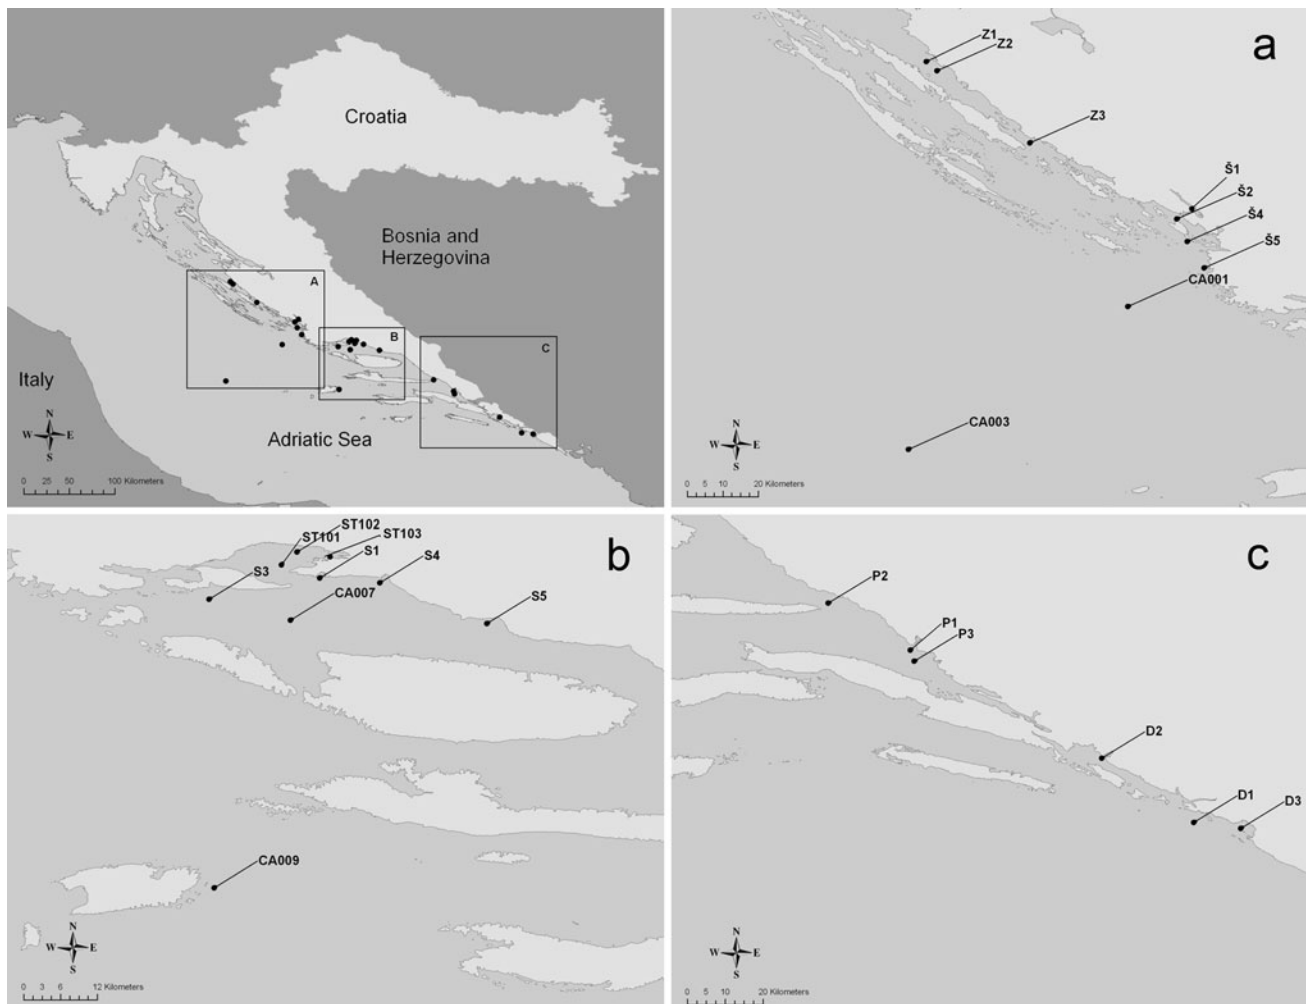 Croatia
Bosnia and
Herzegovina
A
B
C
Italy
Adriatic Sea
N
W E
S
0 25 50 100 Kilometers
a
Z1
Z2
Z3
Š1
Š2
Š4
Š5
CA001
CA003
N
W E
S
0 5 10 20 Kilometers
b
ST102
ST101
ST103
S1
S4
S3
CA007
S5
CA009
N
W E
S
0 3 6 12 Kilometers
c
P2
P1
P3
D2
D1
D3
N
W E
S
0 5 10 20 Kilometers